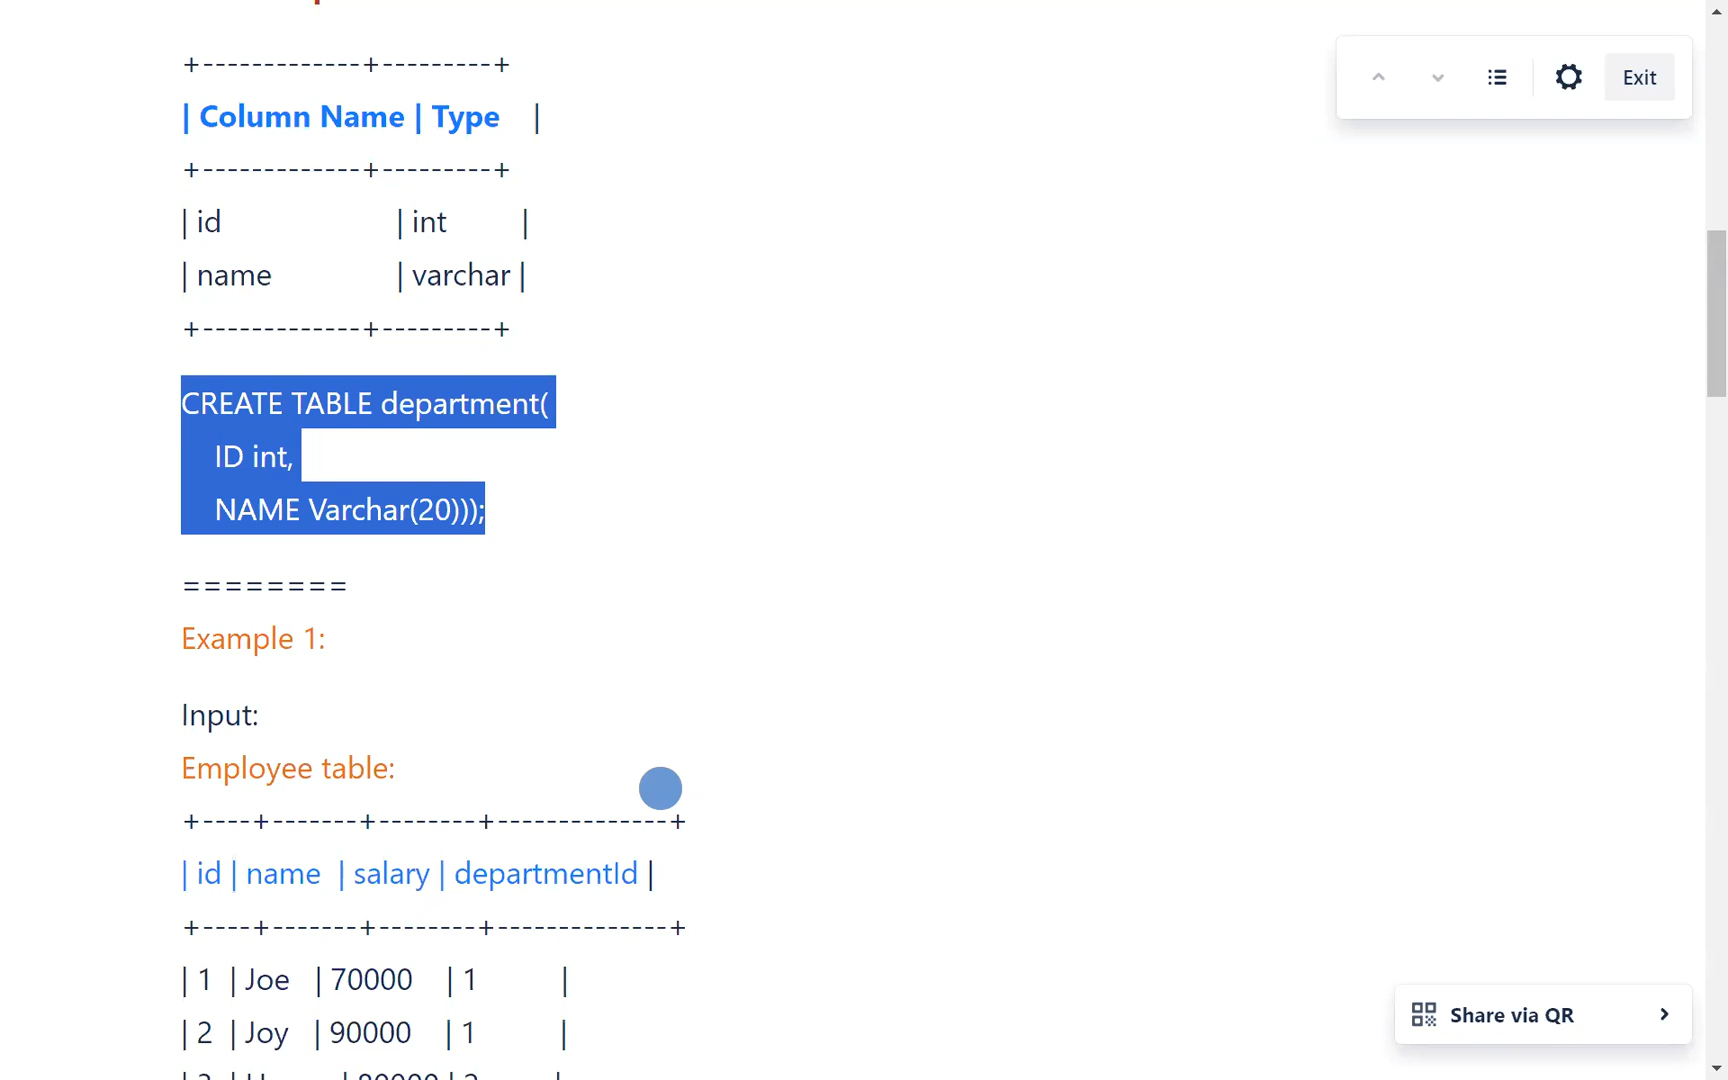 +-------------+---------+
| Column Name | Type |
+-------------+---------+
| id | int |
| name | varchar |
+-------------+---------+
CREATE TABLE department(
ID int,
NAME Varchar(20)));
========
Example 1:
Input:
Employee table:
+----+-------+--------+--------------+
| id | name | salary | departmentId |
+----+-------+--------+--------------+
| 1 | Joe | 70000 | 1 |
| 2 | Joy | 90000 | 1 |
Exit
Share via QR